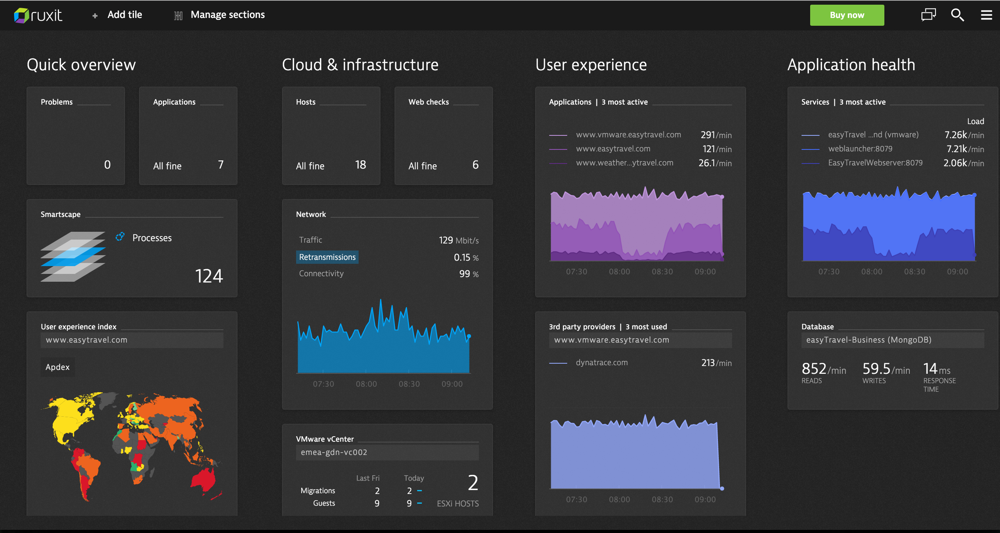 ruxit
+ Add tile
Manage sections
Buy now
Quick overview
Problems
0
Applications
All fine 7
Smartscape
Processes
124
User experience index
www.easytravel.com
Apdex
Cloud & infrastructure
Hosts
All fine 18
Web checks
All fine 6
Network
Traffic 129 Mbit/s
Retransmissions 0.15 %
Connectivity 99 %
07:30 08:00 08:30 09:00
VMware vCenter
emea-gdn-vc002
Last Fri Today
Migrations 2 2 –
Guests 9 9 –
2
ESXi HOSTS
User experience
Applications | 3 most active
www.vmware.easytravel.com 291/min
www.easytravel.com 121/min
www.weather...ytravel.com 26.1/min
07:30 08:00 08:30 09:00
3rd party providers | 3 most used
www.vmware.easytravel.com
dynatrace.com 213/min
07:30 08:00 08:30 09:00
Application health
Services | 3 most active
Load
easyTravel ...nd (vmware) 7.26k/min
weblauncher:8079 7.21k/min
EasyTravelWebserver:8079 2.06k/min
07:30 08:00 08:30 09:00
Database
easyTravel-Business (MongoDB)
852/min 59.5/min 14 ms
READS WRITES RESPONSE
TIME